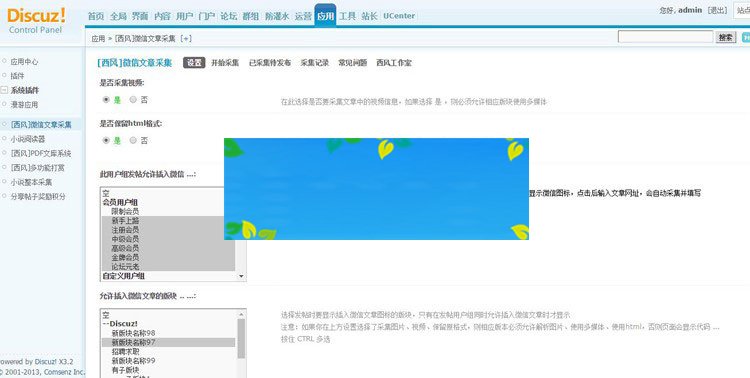 Discuz!
Control Panel
首页 全局 界面 内容 用户 门户 论坛 群组 防灌水 运营 应用 工具 站长 UCenter
您好, admin [退出] 站点
应用 » [西风]微信文章采集 [+]
搜索
应用中心
插件
系统插件
漫游应用
[西风]微信文章采集
小说阅读器
[西风]PDF文库系统
[西风]多功能打赏
小说整本采集
分享帖子奖励积分
[西风]微信文章采集 设置 开始采集 已采集待发布 采集记录 常见问题 西风工作室
是否采集视频:
是 否
在此选择是否要采集文章中的视频信息，如果选择 是 ，则必须允许相应版块使用多媒体
是否保留html格式:
是 否
此用户组发帖允许插入微信 ...:
空
会员用户组
限制会员
新手上路
注册会员
中级会员
高级会员
金牌会员
论坛元老
自定义用户组
显示微信图标，点击后输入文章网址，会自动采集并填写
允许插入微信文章的版块 .. ...:
空
--Discuz!
新版块名称98
新版块名称97
招聘求职
新版块名称99
有子版块
选择发帖时要显示插入微信文章图标的版块，只有在发帖用户组同时允许插入微信文章时才显示
注意：如果你在上方设置了采集图片、视频、保留原格式，则相应版本必须允许解析图片、使用多媒体、使用html，否则页面会显示代码 ...
按住 CTRL 多选
owered by Discuz! X3.2
2001-2013, Comsenz Inc.